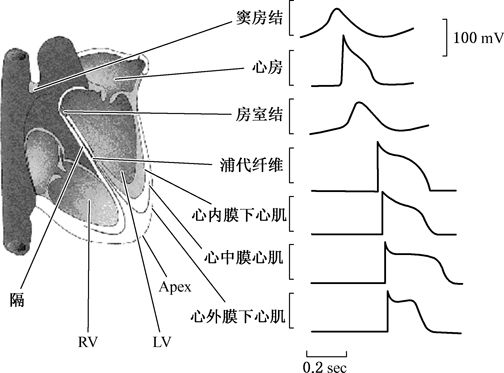 窦房结
100 mV
心房
房室结
浦代纤维
心内膜下心肌
心中膜心肌
Apex
隔
心外膜下心肌
RV
LV
0.2 sec